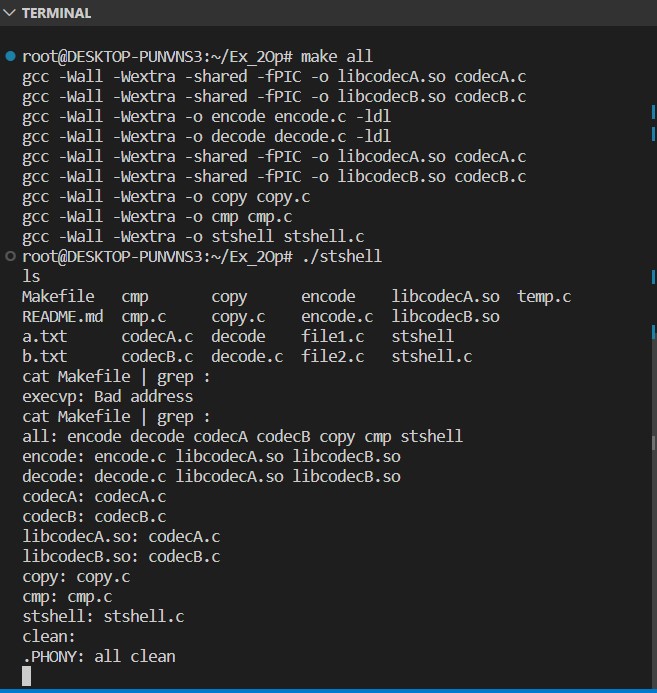 TERMINAL
root@DESKTOP-PUNVNS3:~/Ex_2Op# make all
gcc -Wall -Wextra -shared -fPIC -o libcodecA.so codecA.c
gcc -Wall -Wextra -shared -fPIC -o libcodecB.so codecB.c
gcc -Wall -Wextra -o encode encode.c -ldl
gcc -Wall -Wextra -o decode decode.c -ldl
gcc -Wall -Wextra -shared -fPIC -o libcodecA.so codecA.c
gcc -Wall -Wextra -shared -fPIC -o libcodecB.so codecB.c
gcc -Wall -Wextra -o copy copy.c
gcc -Wall -Wextra -o cmp cmp.c
gcc -Wall -Wextra -o stshell stshell.c
root@DESKTOP-PUNVNS3:~/Ex_2Op# ./stshell
ls
Makefile   cmp       copy      encode    libcodecA.so  temp.c
README.md  cmp.c     copy.c    encode.c  libcodecB.so
a.txt      codecA.c  decode    file1.c   stshell
b.txt      codecB.c  decode.c  file2.c   stshell.c
cat Makefile | grep :
execvp: Bad address
cat Makefile | grep :
all: encode decode codecA codecB copy cmp stshell
encode: encode.c libcodecA.so libcodecB.so
decode: decode.c libcodecA.so libcodecB.so
codecA: codecA.c
codecB: codecB.c
libcodecA.so: codecA.c
libcodecB.so: codecB.c
copy: copy.c
cmp: cmp.c
stshell: stshell.c
clean:
.PHONY: all clean